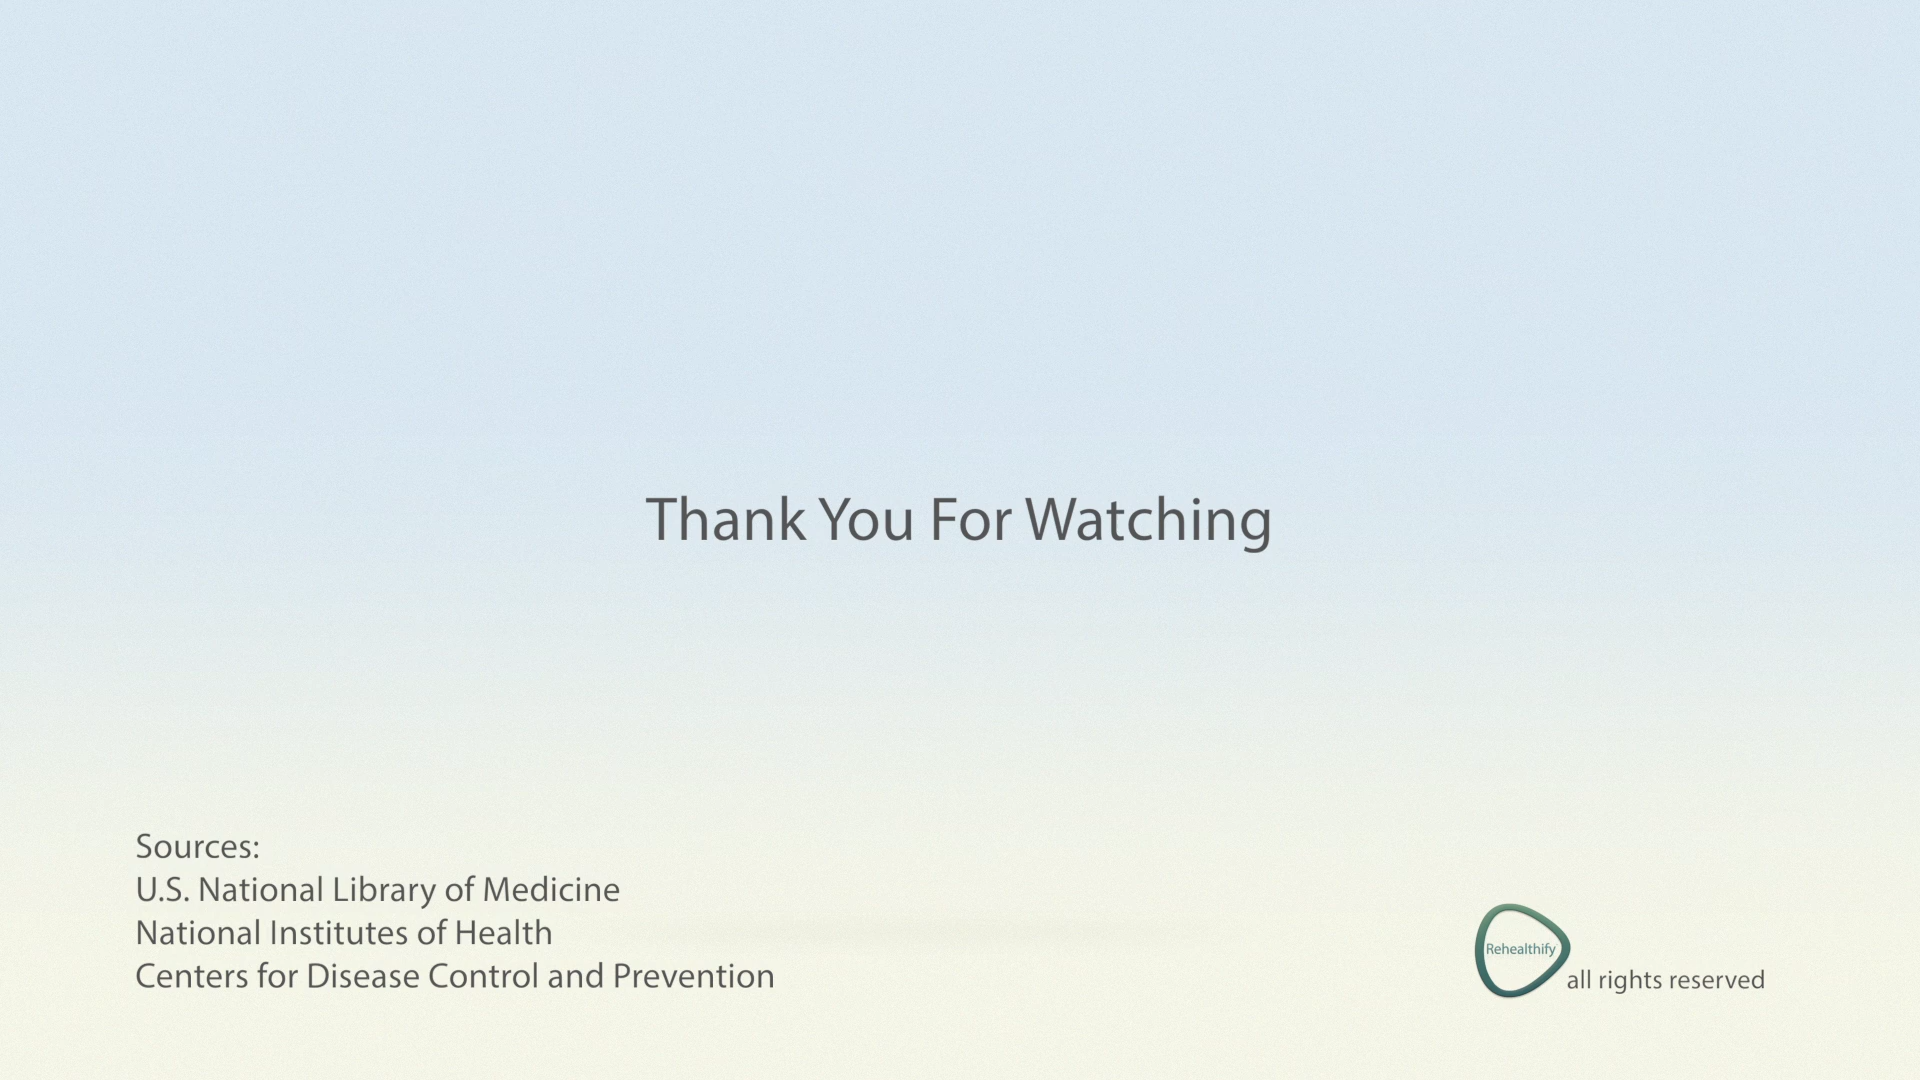 Thank You For Watching
Sources:
U.S. National Library of Medicine
National Institutes of Health
Centers for Disease Control and Prevention
Rehealthify
all rights reserved